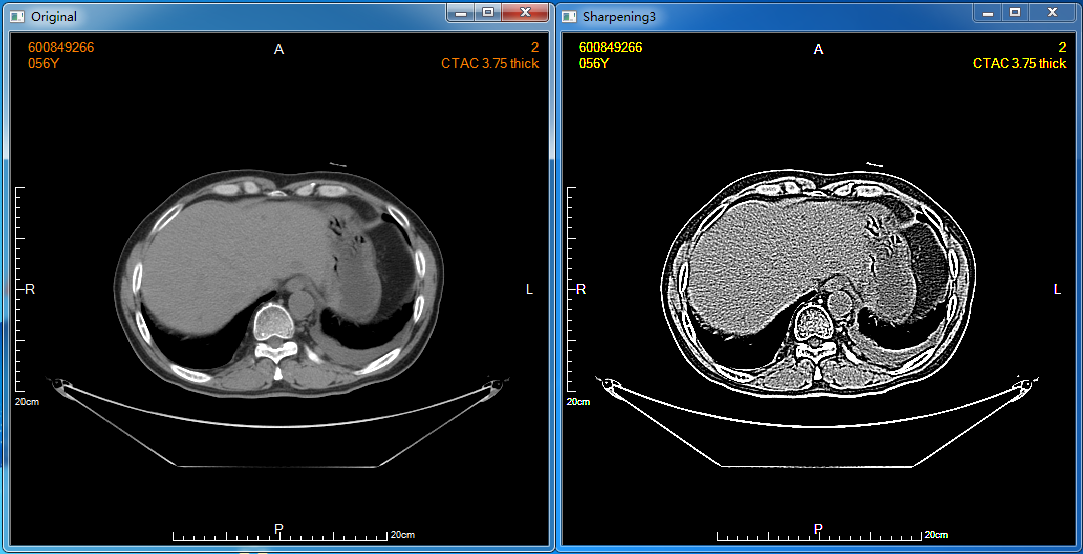 Original
600849266
056Y
A
2
CTAC 3.75 thick
R
L
20cm
P
20cm
Sharpening3
600849266
056Y
A
2
CTAC 3.75 thick
R
L
20cm
P
20cm